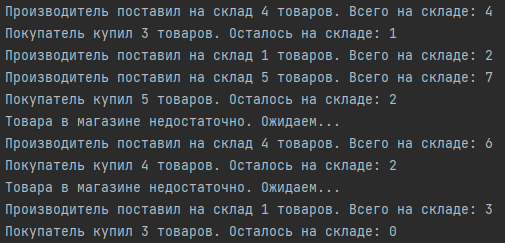 Производитель поставил на склад 4 товаров. Всего на складе: 4
Покупатель купил 3 товаров. Осталось на складе: 1
Производитель поставил на склад 1 товаров. Всего на складе: 2
Производитель поставил на склад 5 товаров. Всего на складе: 7
Покупатель купил 5 товаров. Осталось на складе: 2
Товара в магазине недостаточно. Ожидаем...
Производитель поставил на склад 4 товаров. Всего на складе: 6
Покупатель купил 4 товаров. Осталось на складе: 2
Товара в магазине недостаточно. Ожидаем...
Производитель поставил на склад 1 товаров. Всего на складе: 3
Покупатель купил 3 товаров. Осталось на складе: 0